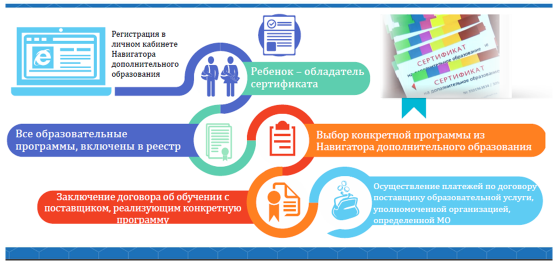 Регистрация в
личном кабинете
Навигатора
дополнительного
образования
Ребенок – обладатель
сертификата
СЕРТИФИКАТ
СЕРТИФИКАТ
дополнительное образование
Все образовательные
программы, включены в реестр
Выбор конкретной программы из
Навигатора дополнительного образования
Заключение договора об обучении с
поставщиком, реализующим конкретную
программу
Осуществление платежей по договору
поставщику образовательной услуги,
уполномоченной организацией,
определенной МО